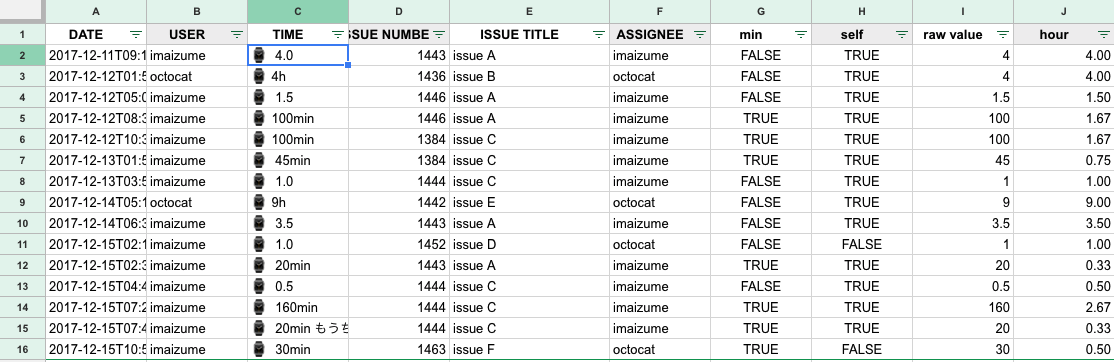 A B C D E F G H I J
1 DATE USER TIME SSUE NUMBE ISSUE TITLE ASSIGNEE min self raw value hour
2 2017-12-11T09:1 imaizume ⌚ 4.0 1443 issue A imaizume FALSE TRUE 4 4.00
3 2017-12-12T01:5 octocat ⌚ 4h 1436 issue B octocat FALSE TRUE 4 4.00
4 2017-12-12T05:0 imaizume ⌚ 1.5 1446 issue A imaizume FALSE TRUE 1.5 1.50
5 2017-12-12T08:3 imaizume ⌚ 100min 1446 issue A imaizume TRUE TRUE 100 1.67
6 2017-12-12T10:3 imaizume ⌚ 100min 1384 issue C imaizume TRUE TRUE 100 1.67
7 2017-12-13T01:5 imaizume ⌚ 45min 1384 issue C imaizume TRUE TRUE 45 0.75
8 2017-12-13T03:5 imaizume ⌚ 1.0 1444 issue C imaizume FALSE TRUE 1 1.00
9 2017-12-14T05:1 octocat ⌚ 9h 1442 issue E octocat FALSE TRUE 9 9.00
10 2017-12-14T06:3 imaizume ⌚ 3.5 1443 issue A imaizume FALSE TRUE 3.5 3.50
11 2017-12-15T02:1 imaizume ⌚ 1.0 1452 issue D octocat FALSE FALSE 1 1.00
12 2017-12-15T02:3 imaizume ⌚ 20min 1443 issue A imaizume TRUE TRUE 20 0.33
13 2017-12-15T04:4 imaizume ⌚ 0.5 1444 issue C imaizume FALSE TRUE 0.5 0.50
14 2017-12-15T07:2 imaizume ⌚ 160min 1444 issue C imaizume TRUE TRUE 160 2.67
15 2017-12-15T07:4 imaizume ⌚ 20min もうち 1444 issue C imaizume TRUE TRUE 20 0.33
16 2017-12-15T10:5 imaizume ⌚ 30min 1463 issue F octocat TRUE FALSE 30 0.50